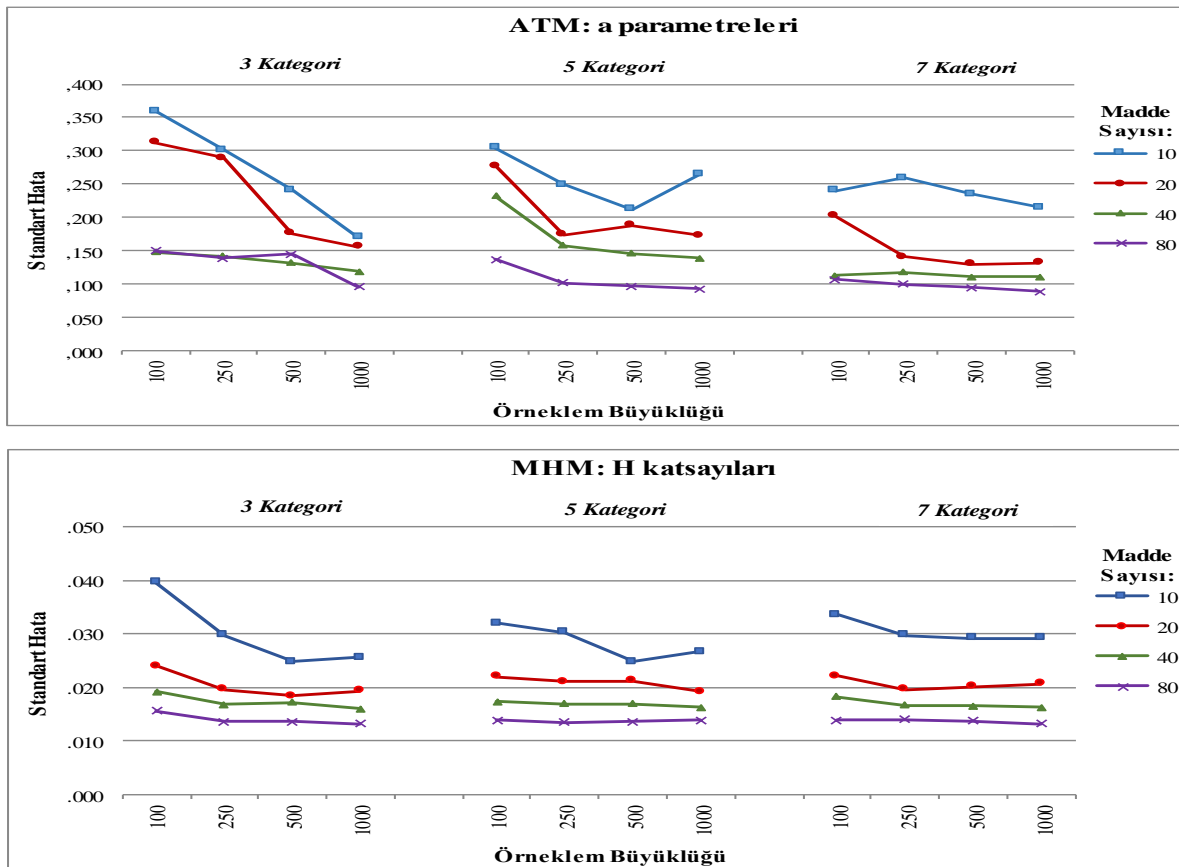 ATM: a parametreleri
3 Kategori
5 Kategori
7 Kategori
,400
,350
,300
,250
,200
,150
,100
,050
,000
Standart Hata
100
250
500
1000
100
250
500
1000
100
250
500
1000
Örneklem Büyüklüğü
Madde
Sayısı:
10
20
40
80
MHM: H katsayıları
3 Kategori
5 Kategori
7 Kategori
.050
.040
.030
.020
.010
.000
Standart Hata
100
250
500
1000
100
250
500
1000
100
250
500
1000
Örneklem Büyüklüğü
Madde
Sayısı:
10
20
40
80